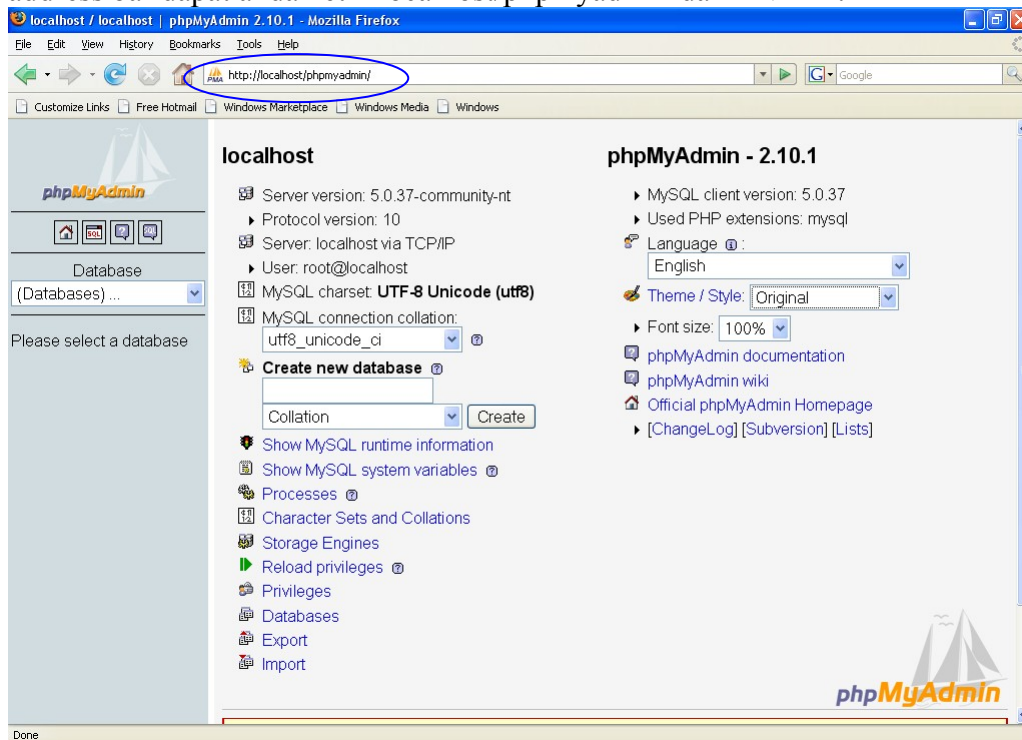 localhost / localhost | phpMyAdmin 2.10.1 - Mozilla Firefox
File Edit View History Bookmarks Tools Help
PMA http://localhost/phpmyadmin/ G Google
Customize Links Free Hotmail Windows Marketplace Windows Media Windows
phpMyAdmin
SQL
Database
(Databases) ...
Please select a database
localhost
Server version: 5.0.37-community-nt
Protocol version: 10
Server: localhost via TCP/IP
User: root@localhost
MySQL charset: UTF-8 Unicode (utf8)
MySQL connection collation:
utf8_unicode_ci
Create new database
Collation Create
Show MySQL runtime information
Show MySQL system variables
Processes
Character Sets and Collations
Storage Engines
Reload privileges
Privileges
Databases
Export
Import
phpMyAdmin - 2.10.1
MySQL client version: 5.0.37
Used PHP extensions: mysql
Language :
English
Theme / Style: Original
Font size: 100%
phpMyAdmin documentation
phpMyAdmin wiki
Official phpMyAdmin Homepage
[ChangeLog] [Subversion] [Lists]
phpMyAdmin
Done